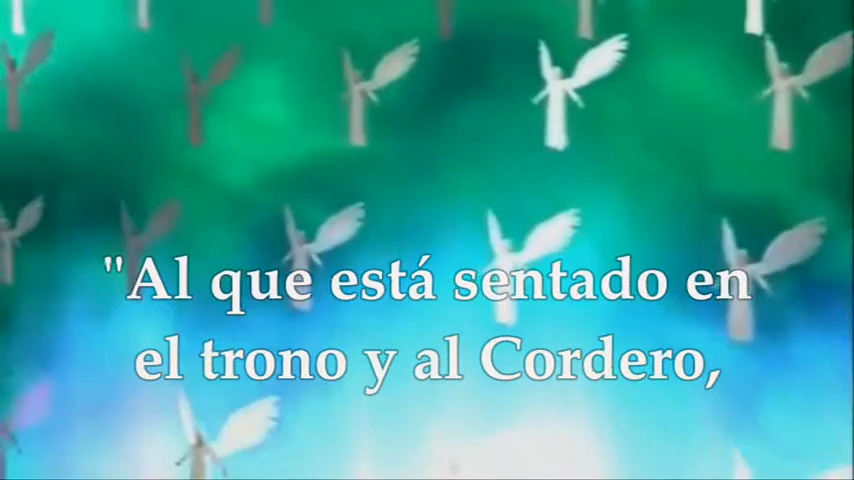 "Al que está sentado en
el trono y al Cordero,